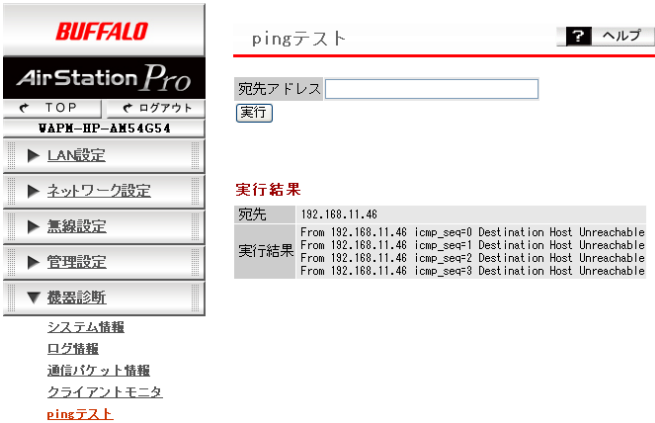 BUFFALO
AirStation Pro
TOP ログアウト
WAPM-HP-AM54G54
LAN設定
ネットワーク設定
無線設定
管理設定
機器診断
システム情報
ログ情報
通信パケット情報
クライアントモニタ
pingテスト
pingテスト
? ヘルプ
宛先アドレス
実行
実行結果
宛先 192.168.11.46
実行結果
From 192.168.11.46 icmp_seq=0 Destination Host Unreachable
From 192.168.11.46 icmp_seq=1 Destination Host Unreachable
From 192.168.11.46 icmp_seq=2 Destination Host Unreachable
From 192.168.11.46 icmp_seq=3 Destination Host Unreachable